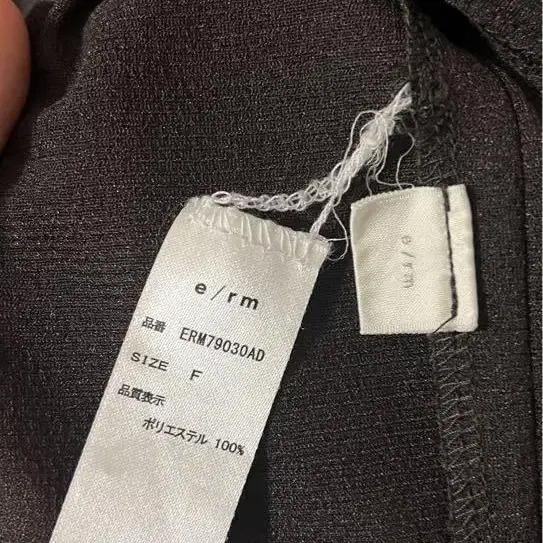 e/rm
品番 ERM79030AD
SIZE F
品質表示
ポリエステル 100%
e/rm